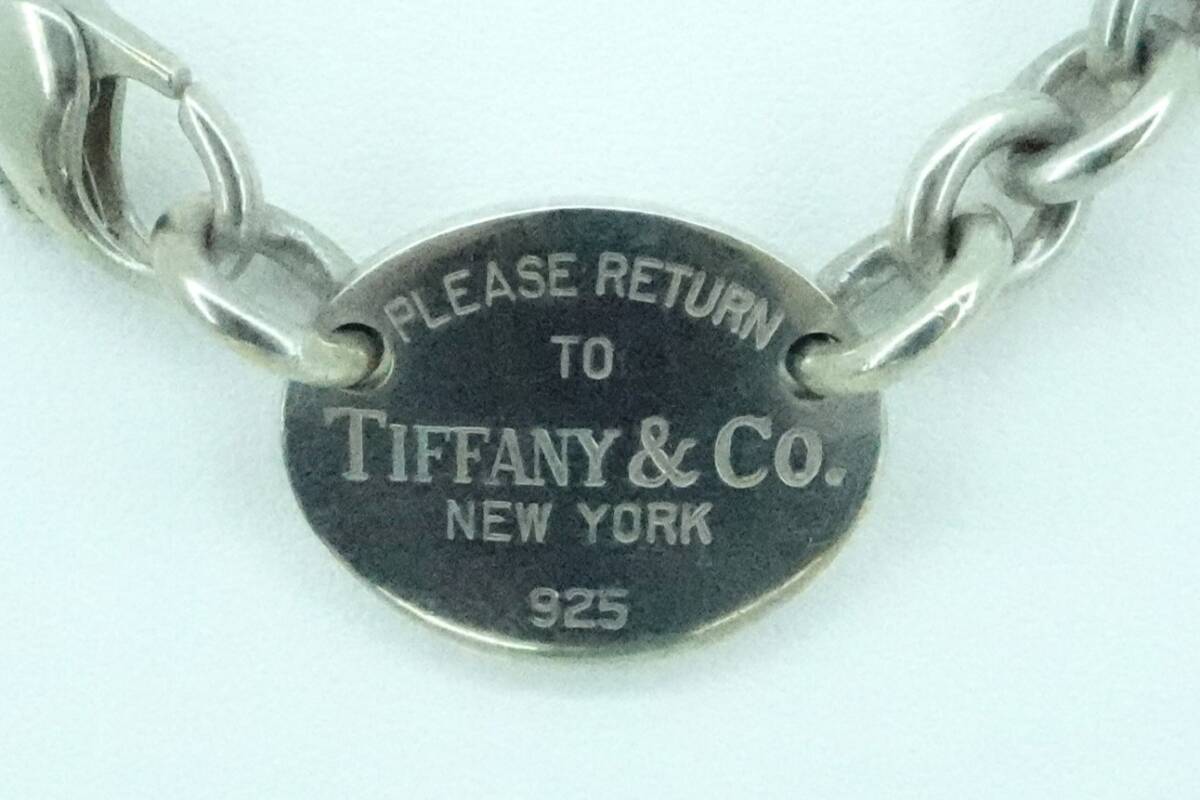 PLEASE RETURN
TO
TIFFANY & CO.
NEW YORK
925